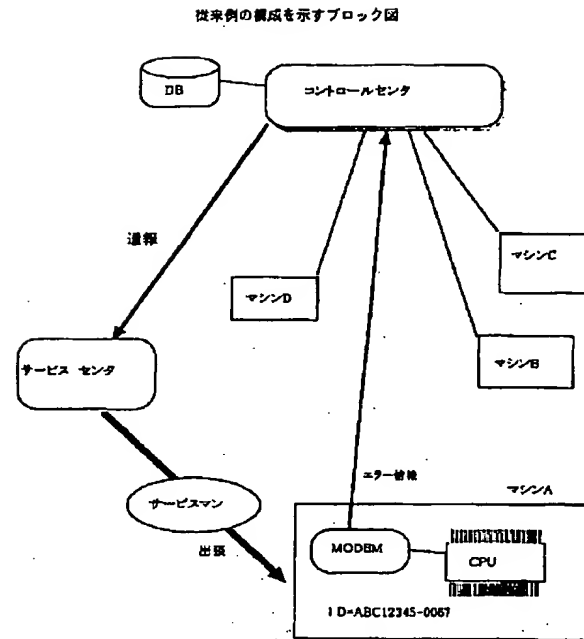 従来例の構成を示すブロック図
DB
コントロールセンタ
通報
マシンC
マシンD
マシンB
サービス センタ
エラー情報
マシンA
サービスマン
出張
MODEM
CPU
ID=ABC12345-0067